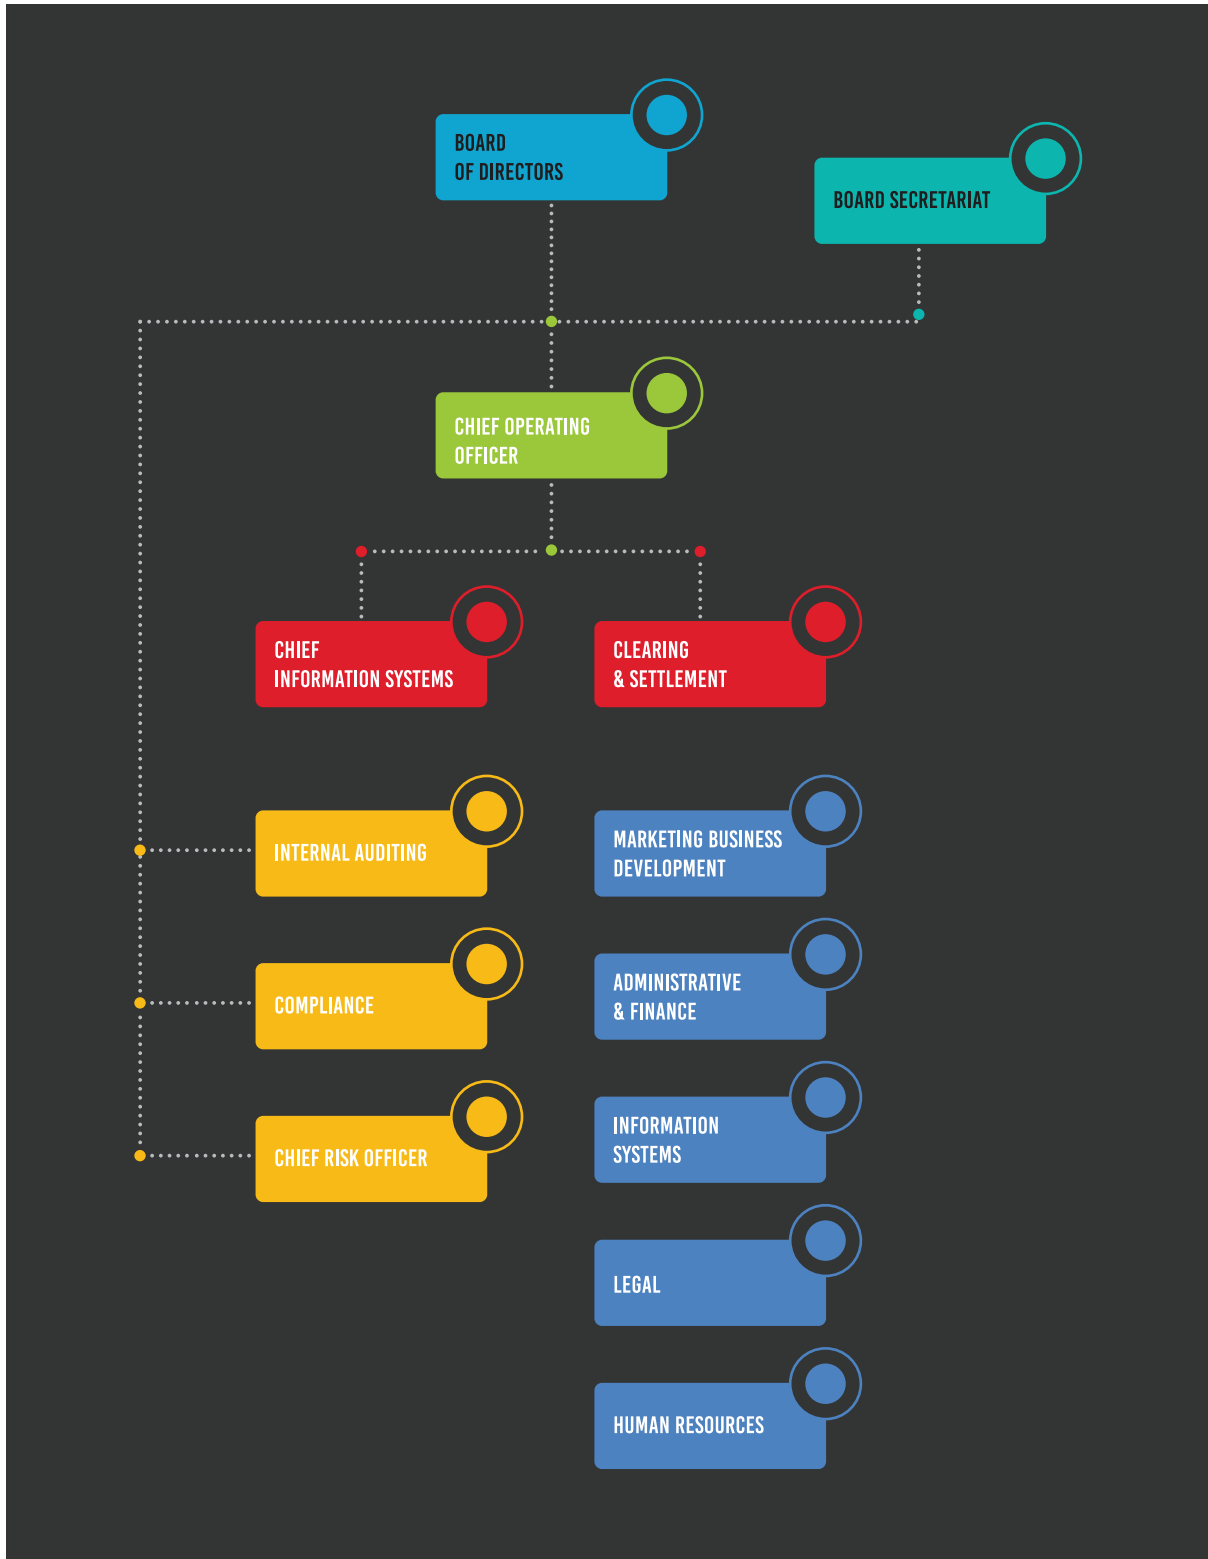 BOARD
OF DIRECTORS
BOARD SECRETARIAT
CHIEF OPERATING
OFFICER
CHIEF
INFORMATION SYSTEMS
CLEARING
& SETTLEMENT
INTERNAL AUDITING
MARKETING BUSINESS
DEVELOPMENT
COMPLIANCE
ADMINISTRATIVE
& FINANCE
CHIEF RISK OFFICER
INFORMATION
SYSTEMS
LEGAL
HUMAN RESOURCES